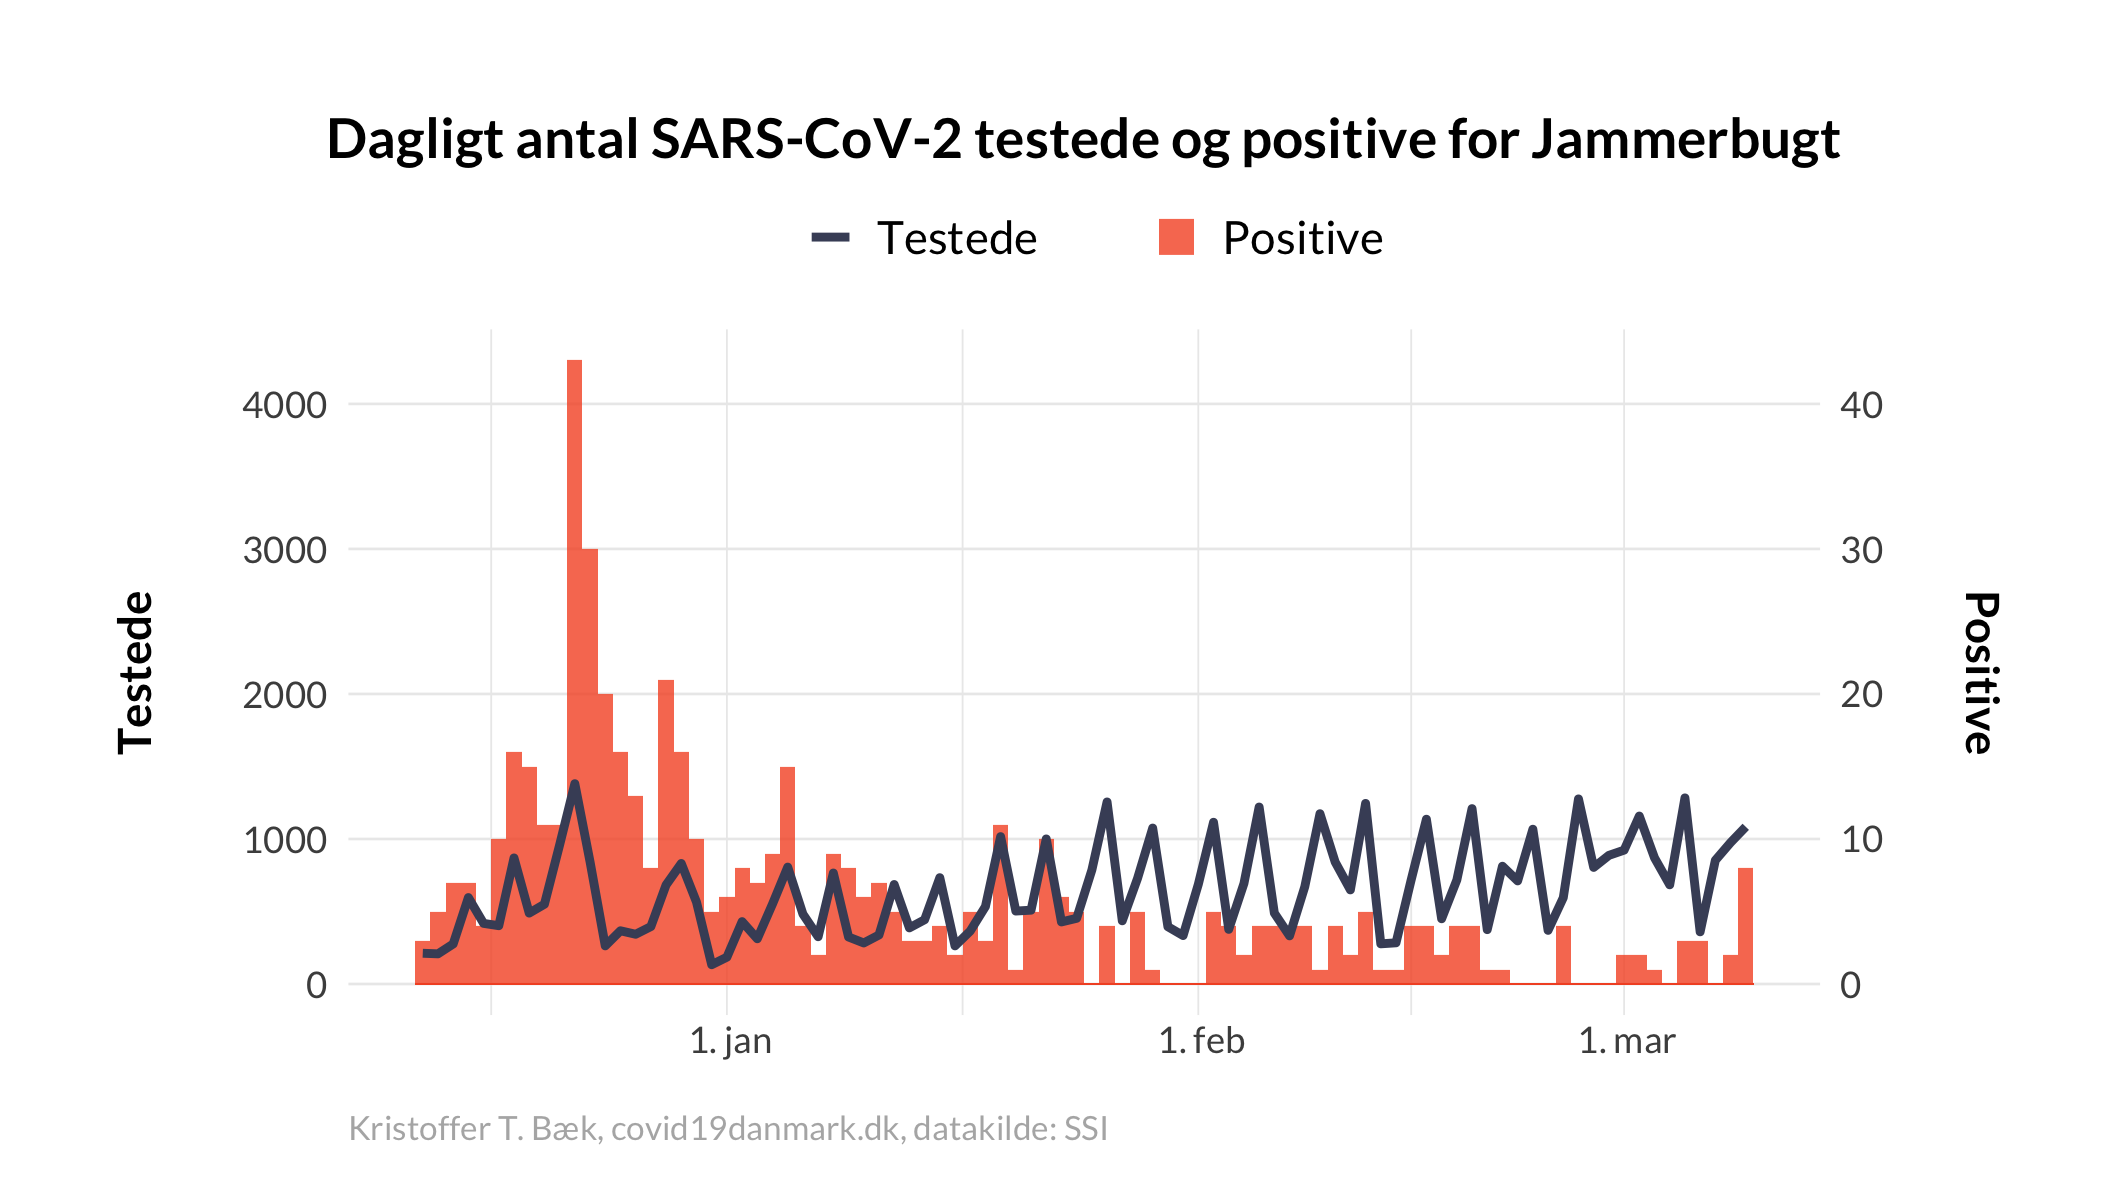 Dagligt antal SARS-CoV-2 testede og positive for Jammerbugt
Testede Positive
4000 40
3000 30
2000 20
1000 10
0 0
Testede
Positive
1. jan 1. feb 1. mar
Kristoffer T. Bæk, covid19danmark.dk, datakilde: SSI